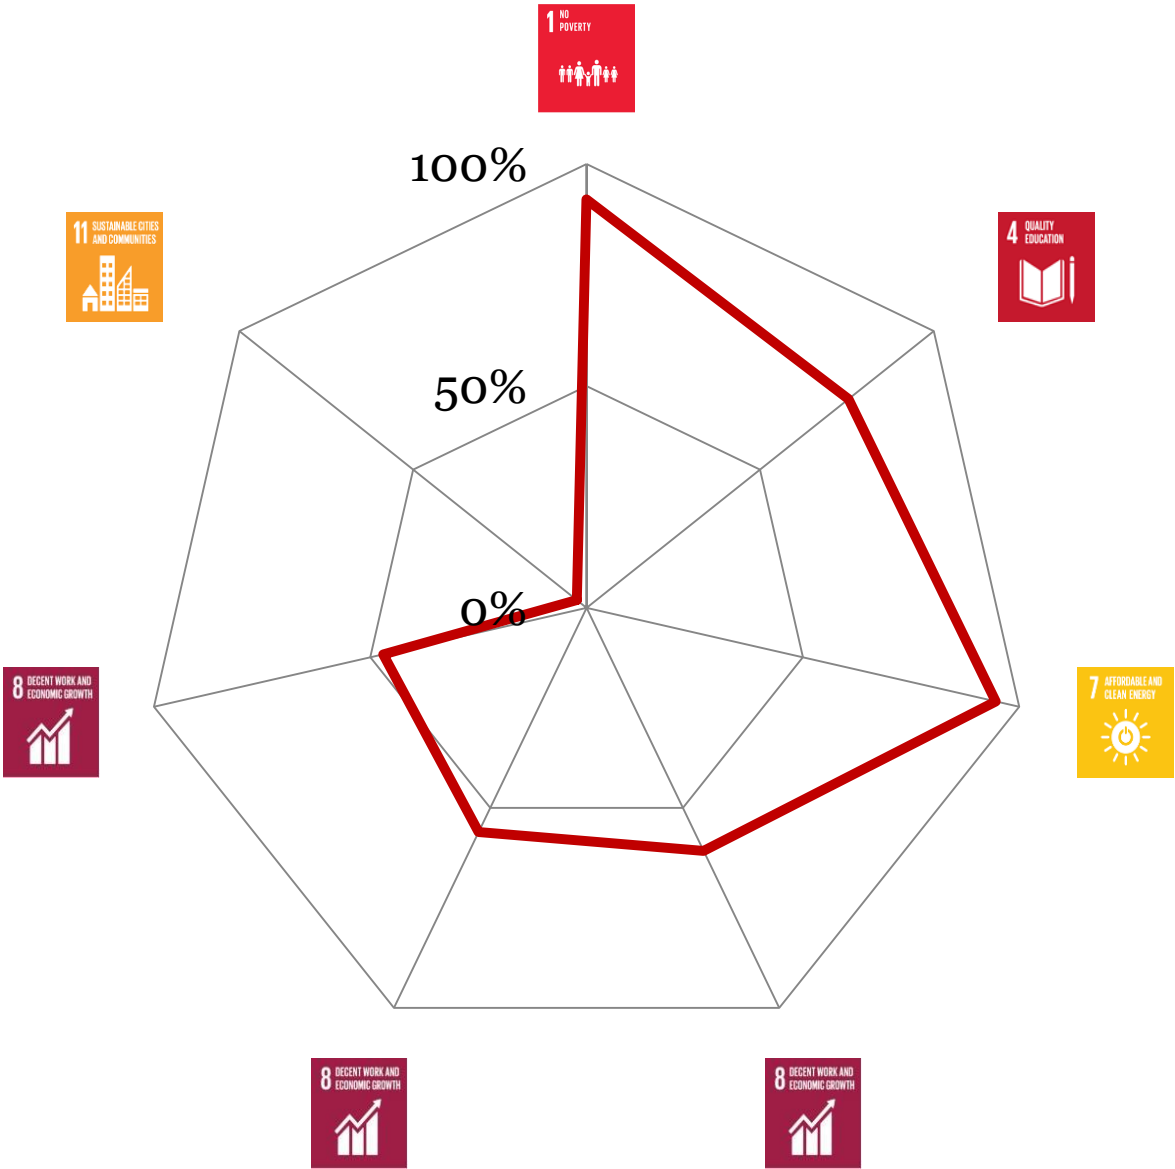 1 NO
POVERTY
100%
11 SUSTAINABLE CITIES
AND COMMUNITIES
4 QUALITY
EDUCATION
50%
0%
8 DECENT WORK AND
ECONOMIC GROWTH
7 AFFORDABLE AND
CLEAN ENERGY
8 DECENT WORK AND
ECONOMIC GROWTH
8 DECENT WORK AND
ECONOMIC GROWTH